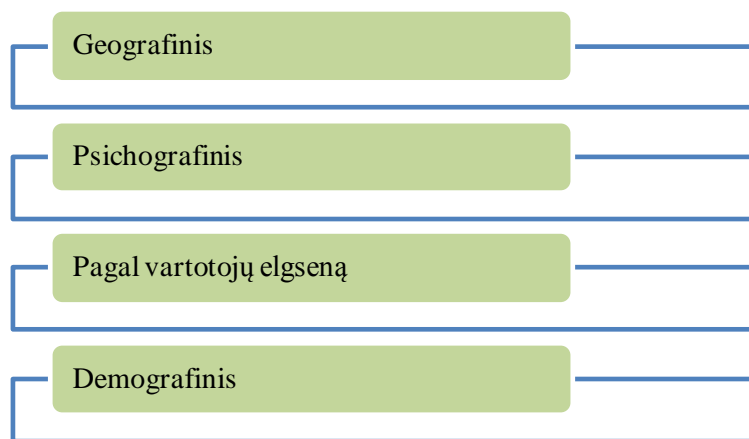 Geografinis
Psichografinis
Pagal vartotojų elgseną
Demografinis